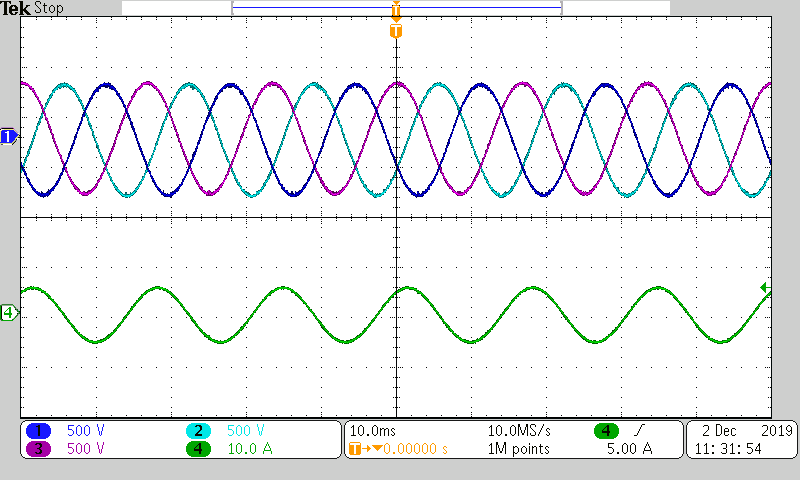 Tek Stop
T
T
1
4
1 500 V 2 500 V 10.0ms 10.0MS/s 4 2 Dec 2019
3 500 V 4 10.0 A T→▼0.00000 s 1M points 5.00 A 11:31:54